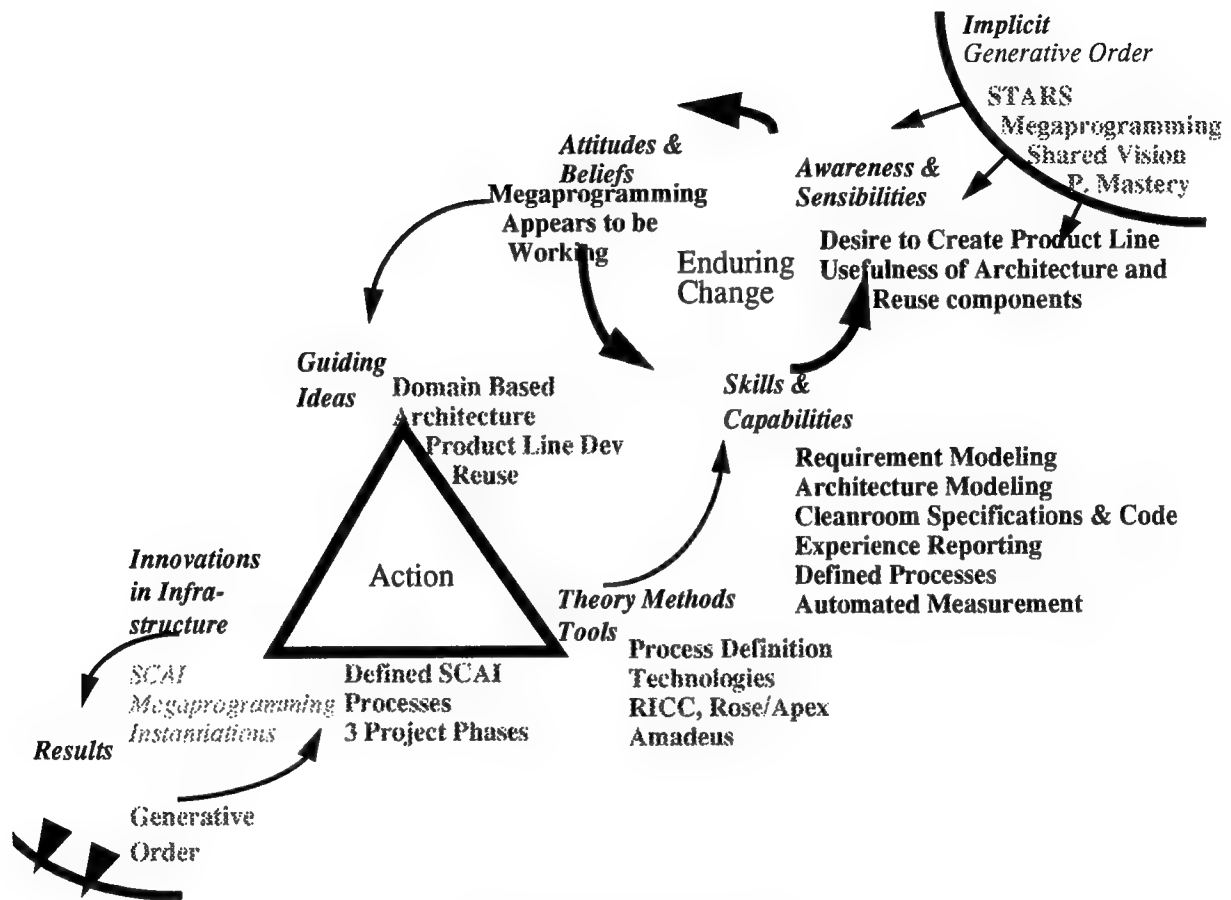 Implicit
Generative Order
STARS
Megaprogramming
Shared Vision
P. Mastery
Attitudes &
Beliefs
Megaprogramming
Appears to be
Working
Awareness &
Sensibilities
Desire to Create Product Line
Usefulness of Architecture and
Reuse components
Enduring
Change
Guiding
Ideas
Domain Based
Architecture
Product Line Dev
Reuse
Skills &
Capabilities
Requirement Modeling
Architecture Modeling
Cleanroom Specifications & Code
Experience Reporting
Defined Processes
Automated Measurement
Innovations
in Infra-
structure
Action
Theory Methods
Tools
Process Definition
Technologies
RICC, Rose/Apex
Amadeus
SCAI
Megaprogramming
Instantiations
Defined SCAI
Processes
3 Project Phases
Results
Generative
Order